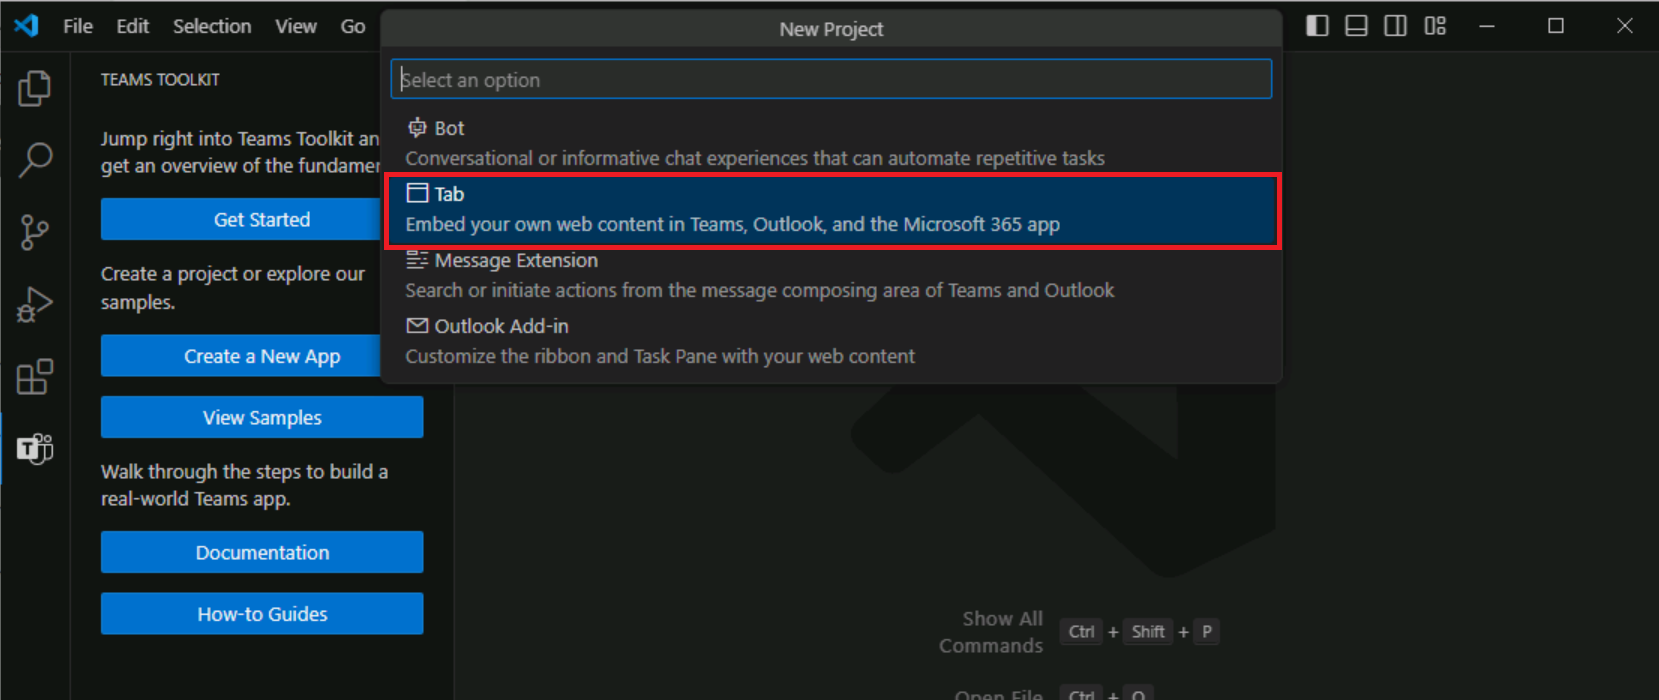 File Edit Selection View Go
New Project
Select an option
TEAMS TOOLKIT
Jump right into Teams Toolkit an
get an overview of the fundamen
Get Started
Create a project or explore our
samples.
Create a New App
View Samples
Walk through the steps to build a
real-world Teams app.
Documentation
How-to Guides
Bot
Conversational or informative chat experiences that can automate repetitive tasks
Tab
Embed your own web content in Teams, Outlook, and the Microsoft 365 app
Message Extension
Search or initiate actions from the message composing area of Teams and Outlook
Outlook Add-in
Customize the ribbon and Task Pane with your web content
Show All
Commands
Ctrl + Shift + P
Open File Ctrl + O